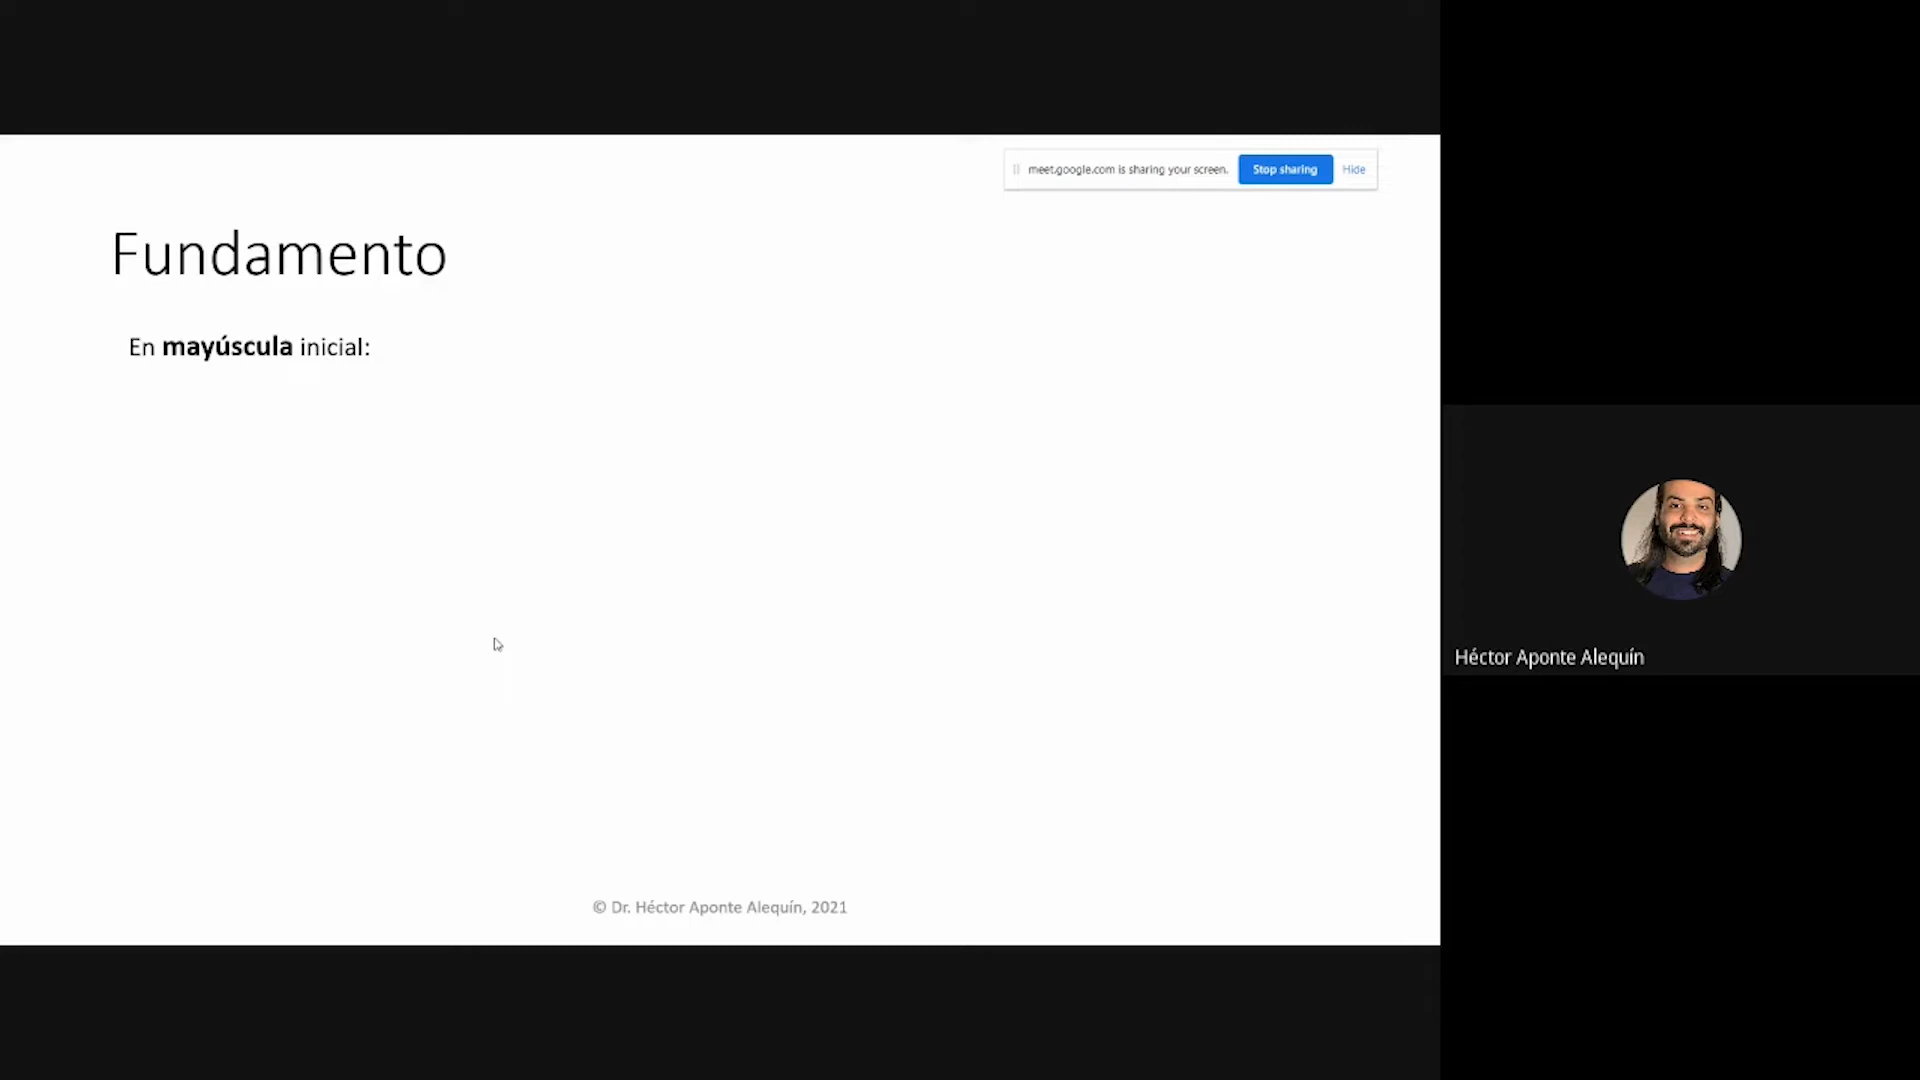 meet.google.com is sharing your screen. Stop sharing Hide
Fundamento
En mayúscula inicial:
Héctor Aponte Alequín
© Dr. Héctor Aponte Alequín, 2021